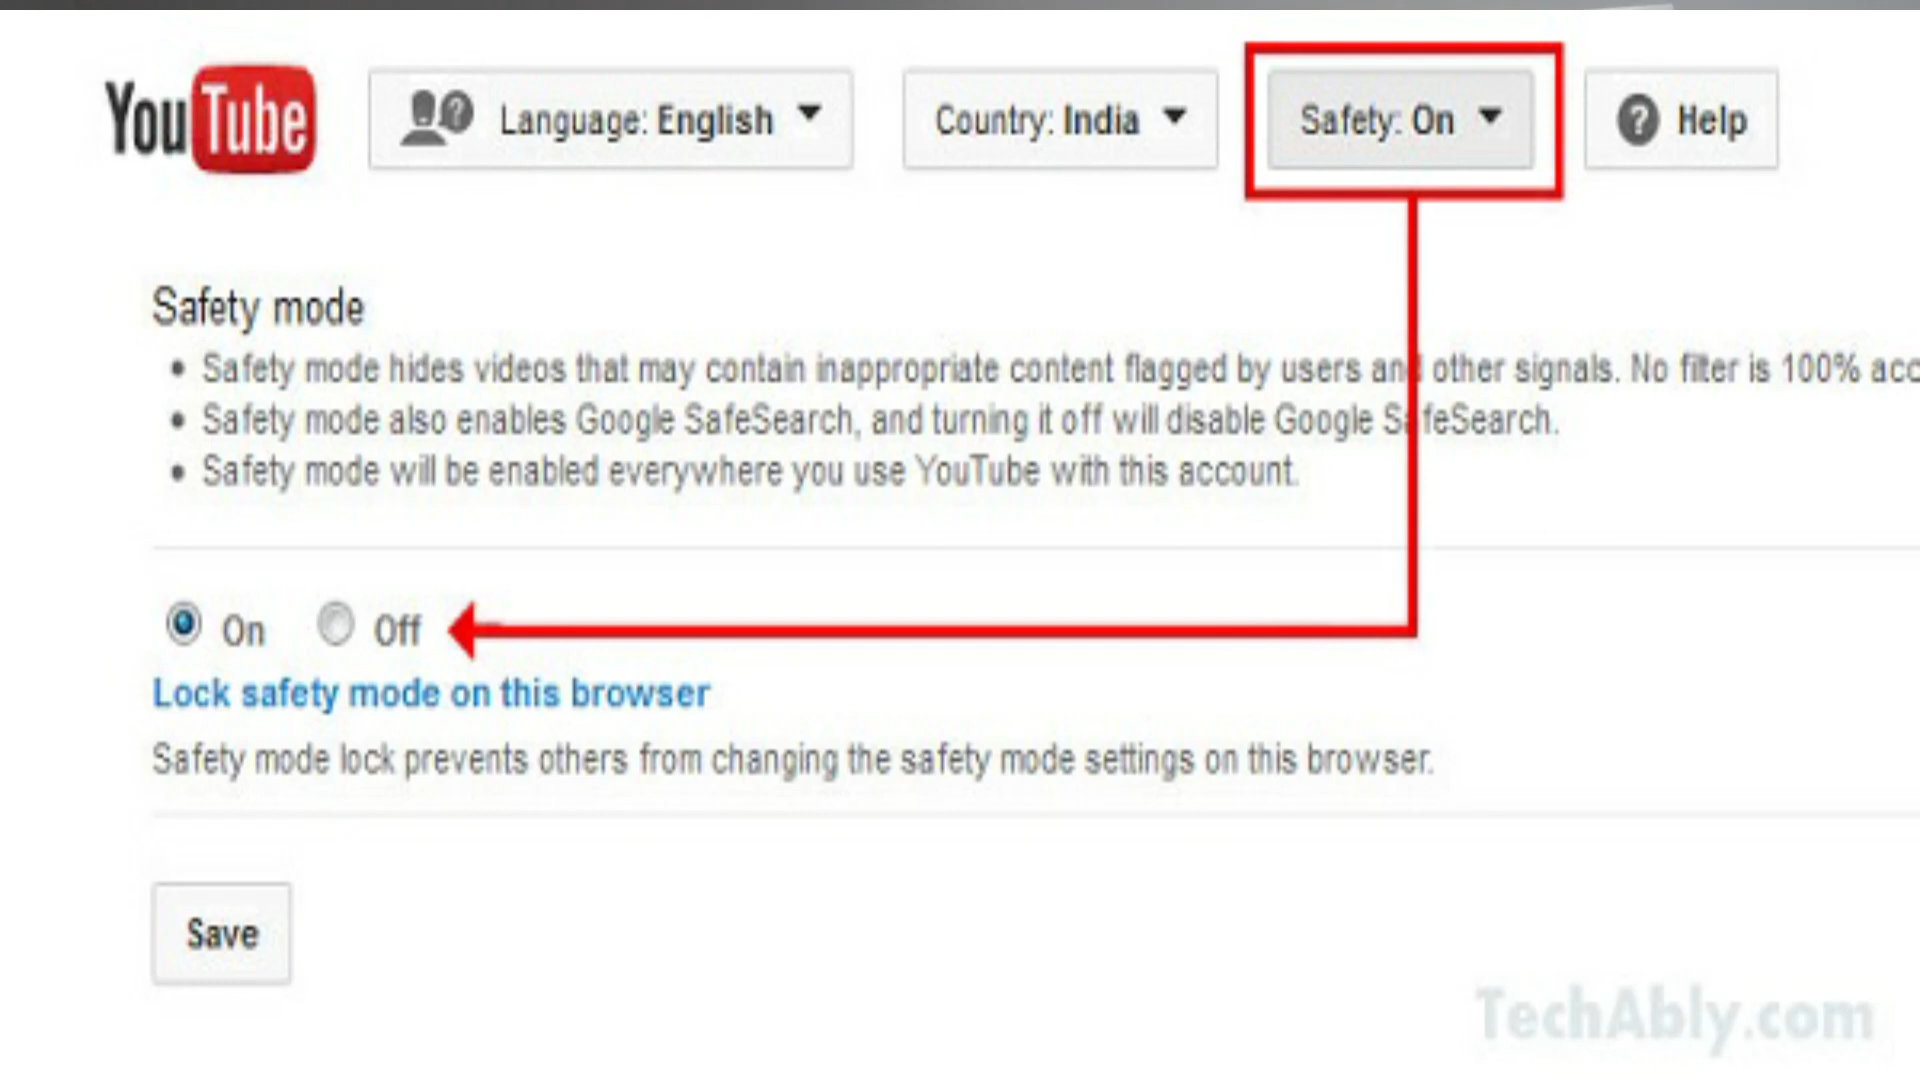 YouTube Language: English Country: India Safety: On Help
Safety mode
Safety mode hides videos that may contain inappropriate content flagged by users and other signals. No filter is 100%
Safety mode also enables Google SafeSearch, and turning it off will disable Google SafeSearch.
Safety mode will be enabled everywhere you use YouTube with this account.
On Off
Lock safety mode on this browser
Safety mode lock prevents others from changing the safety mode settings on this browser.
Save
TechAbly.com